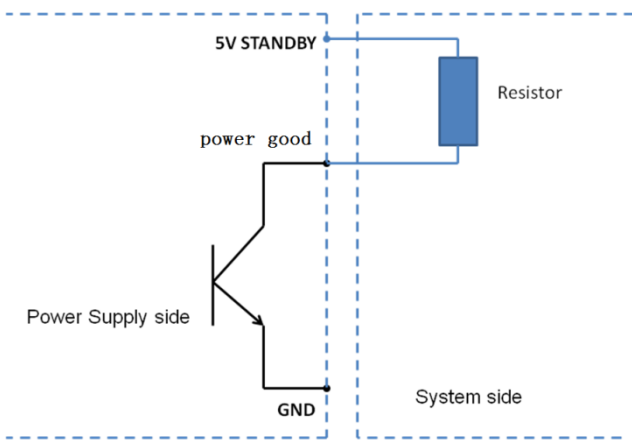 5V STANDBY
Resistor
power good
Power Supply side
System side
GND